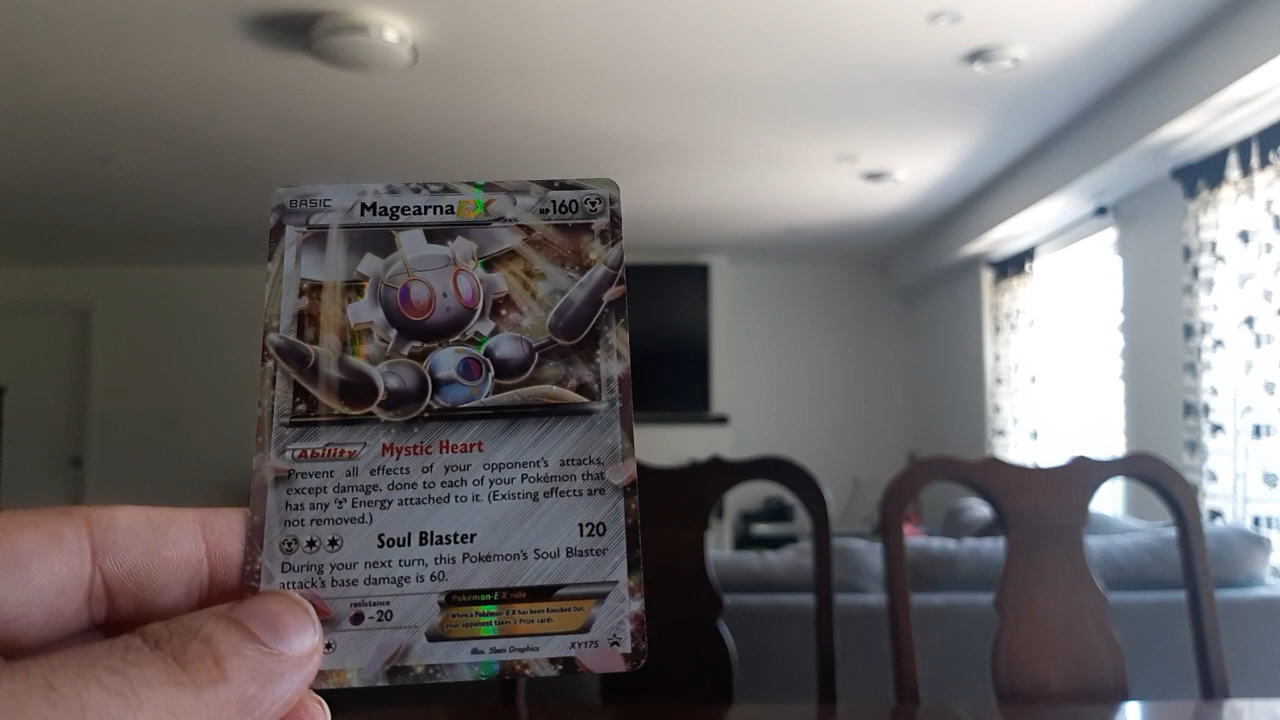 BASIC Magearna EX HP160
Ability Mystic Heart
Prevent all effects of your opponent's attacks,
except damage, done to each of your Pokémon that
has any Energy attached to it. (Existing effects are
not removed.)
Soul Blaster 120
During your next turn, this Pokémon's Soul Blaster
attack's base damage is 60.
resistance
-20
Pokémon-EX rule
When a Pokémon-EX has been Knocked Out,
your opponent takes 2 Prize cards.
Illus. 5ban Graphics XY175